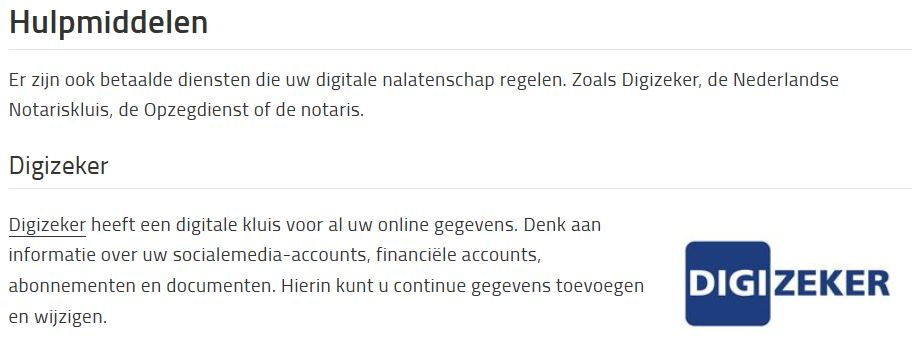 Hulpmiddelen
Er zijn ook betaalde diensten die uw digitale nalatenschap regelen. Zoals Digizeker, de Nederlandse
Notariskluis, de Opzegdienst of de notaris.
Digizeker
Digizeker heeft een digitale kluis voor al uw online gegevens. Denk aan
informatie over uw socialemedia-accounts, financiële accounts,
abonnementen en documenten. Hierin kunt u continue gegevens toevoegen
en wijzigen.
DIGIZEKER